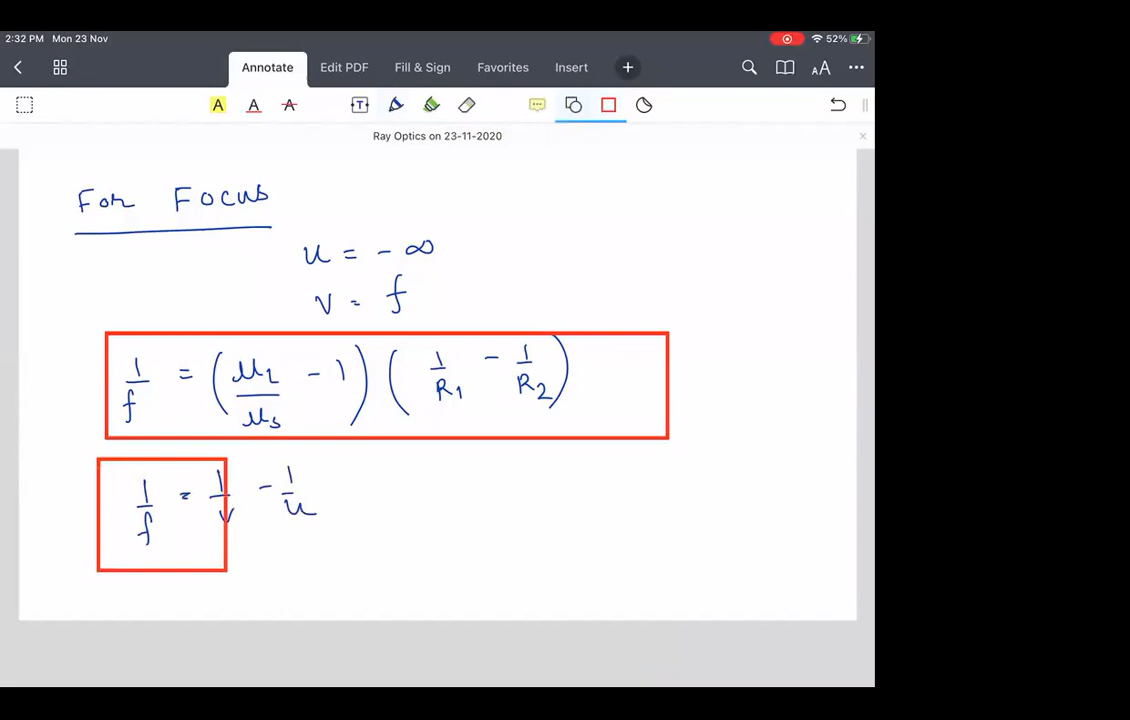 2:32 PM Mon 23 Nov 52%
Annotate Edit PDF Fill & Sign Favorites Insert + AA
A A A T
Ray Optics on 23-11-2020 ×
For Focus
u = - ∞
v = f
1/f = (μL/μs - 1) (1/R1 - 1/R2)
1/f = 1/v - 1/u